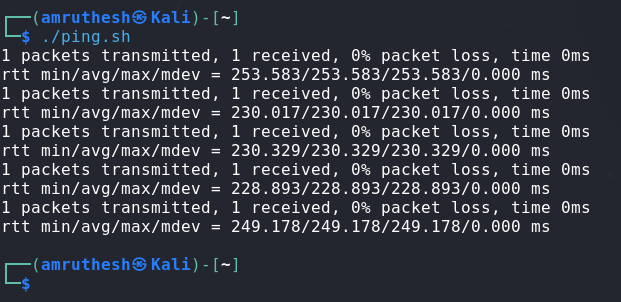 ┌──(amruthesh㉿Kali)-[~]
└─$ ./ping.sh
1 packets transmitted, 1 received, 0% packet loss, time 0ms
rtt min/avg/max/mdev = 253.583/253.583/253.583/0.000 ms
1 packets transmitted, 1 received, 0% packet loss, time 0ms
rtt min/avg/max/mdev = 230.017/230.017/230.017/0.000 ms
1 packets transmitted, 1 received, 0% packet loss, time 0ms
rtt min/avg/max/mdev = 230.329/230.329/230.329/0.000 ms
1 packets transmitted, 1 received, 0% packet loss, time 0ms
rtt min/avg/max/mdev = 228.893/228.893/228.893/0.000 ms
1 packets transmitted, 1 received, 0% packet loss, time 0ms
rtt min/avg/max/mdev = 249.178/249.178/249.178/0.000 ms
┌──(amruthesh㉿Kali)-[~]
└─$